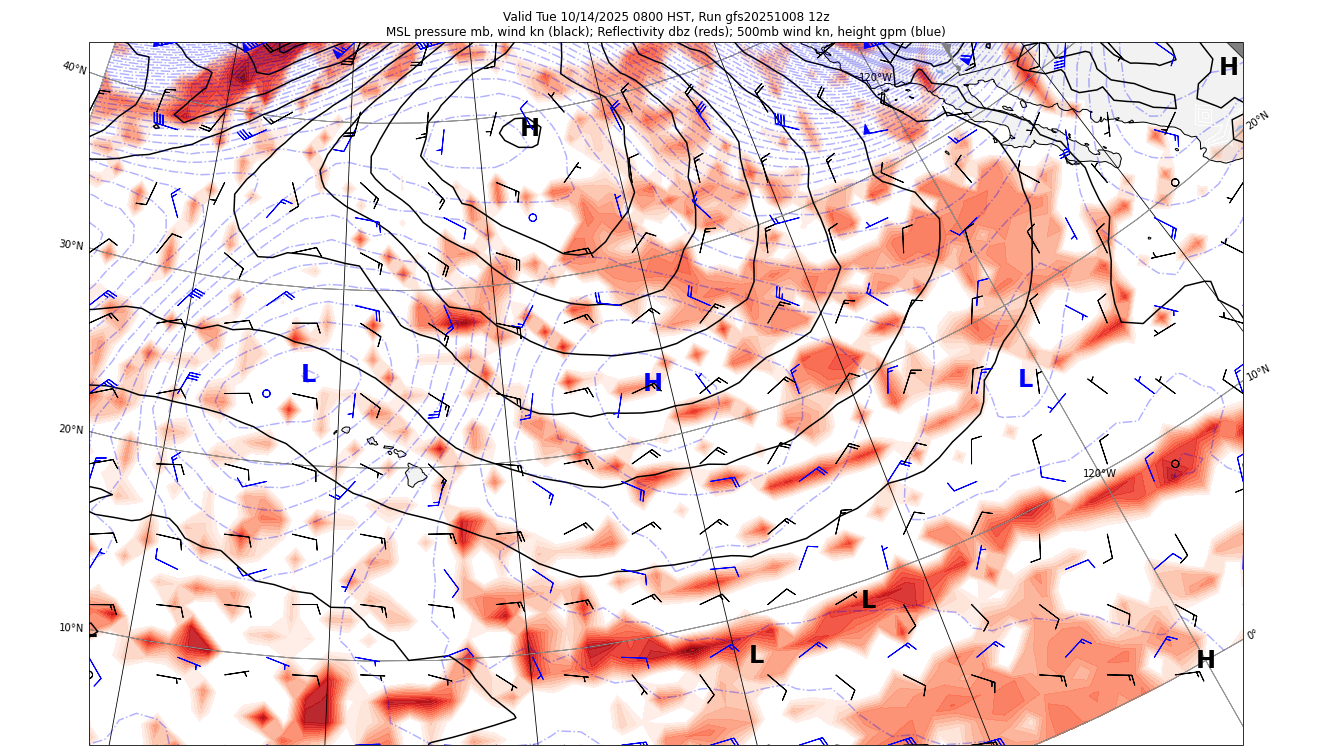 Valid Tue 10/14/2025 0800 HST, Run gfs20251008 12z
MSL pressure mb, wind kn (black); Reflectivity dbz (reds); 500mb wind kn, height gpm (blue)
40°N
120°W
H
H
20°N
30°N
L
H
L
10°N
20°N
120°W
L
10°N
0°
L
H